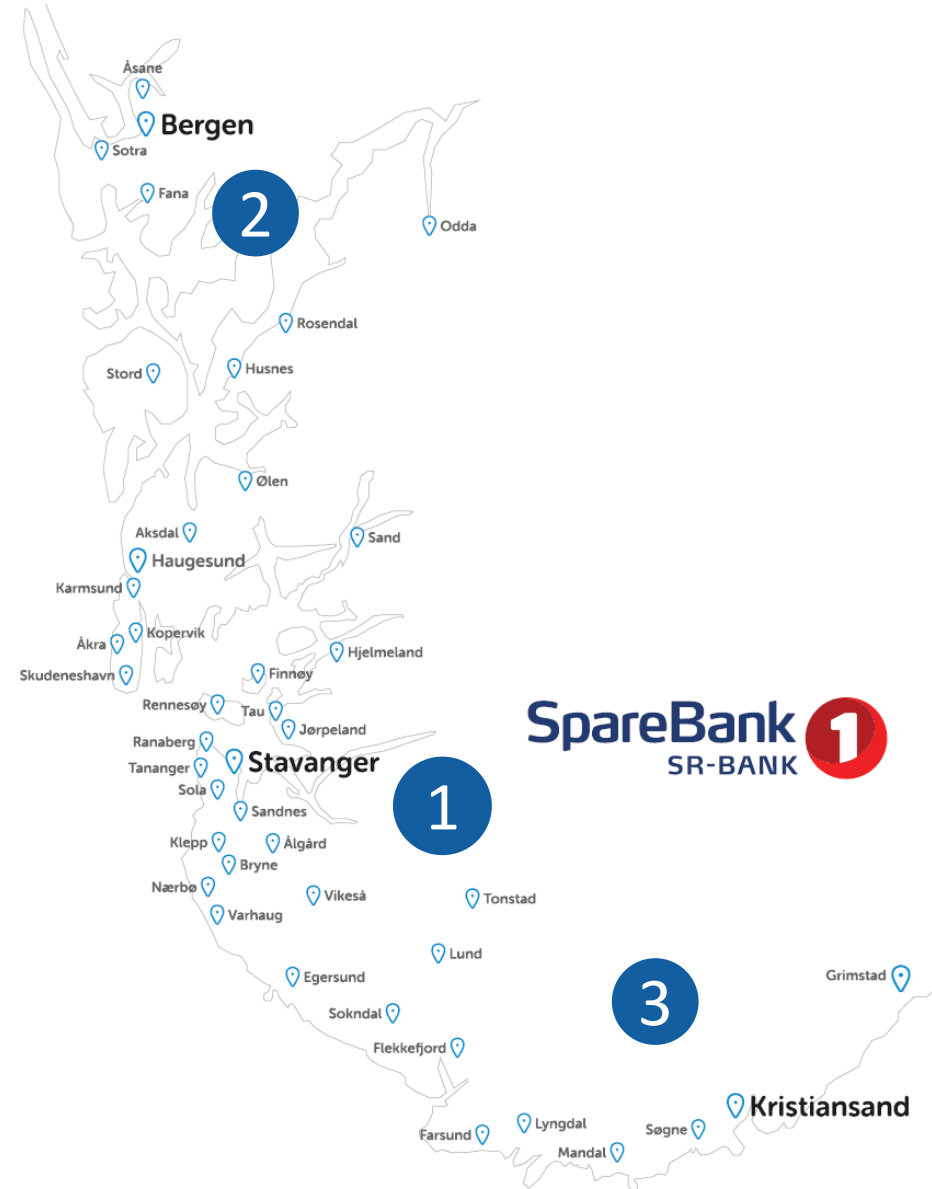 Åsane
Bergen
Sotra
Fana
2
Odda
Rosendal
Husnes
Stord
Ølen
Aksdal
Sand
Haugesund
Karmsund
Kopervik
Åkra
Hjelmeland
Skudeneshavn
Finnøy
Rennesøy
Tau
Jørpeland
SpareBank 1
SR-BANK
Ranaberg
Stavanger
Tananger
Sola
1
Sandnes
Klepp
Ålgård
Bryne
Nærbø
Vikeså
Tonstad
Varhaug
Lund
Egersund
Grimstad
3
Sokndal
Flekkefjord
Kristiansand
Lyngdal
Farsund
Søgne
Mandal